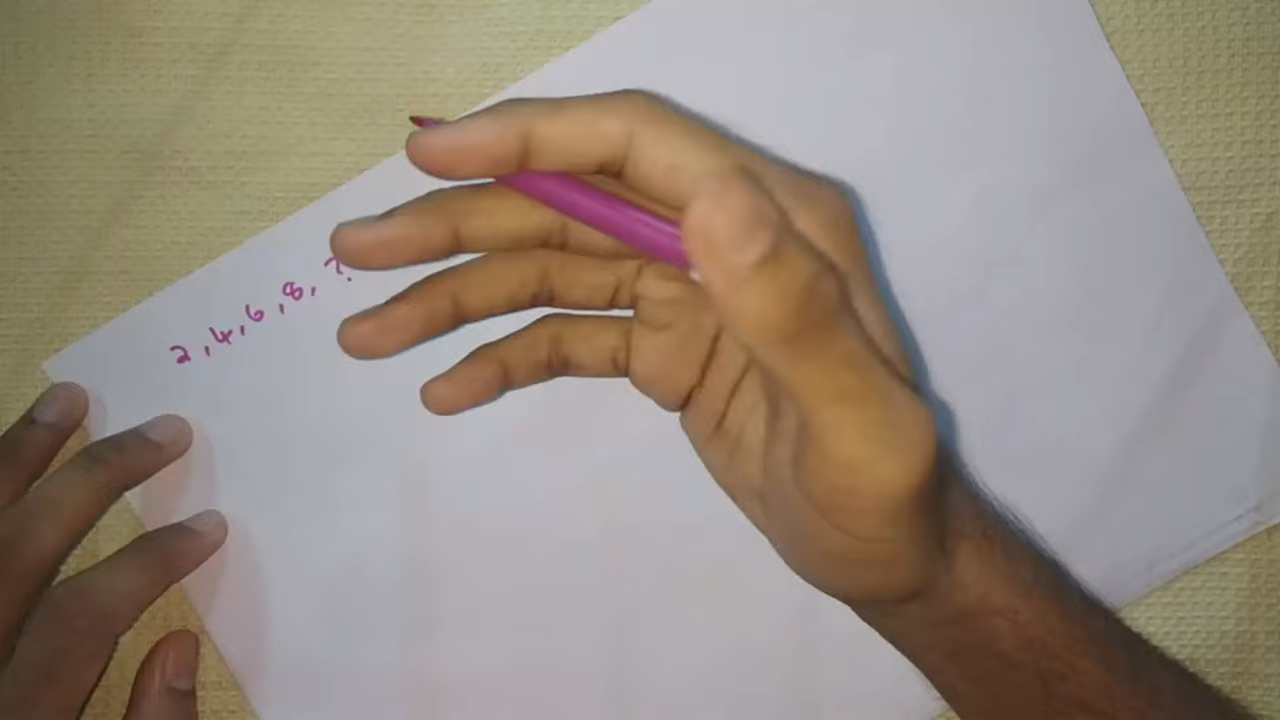 2, 4, 6, 8, ?